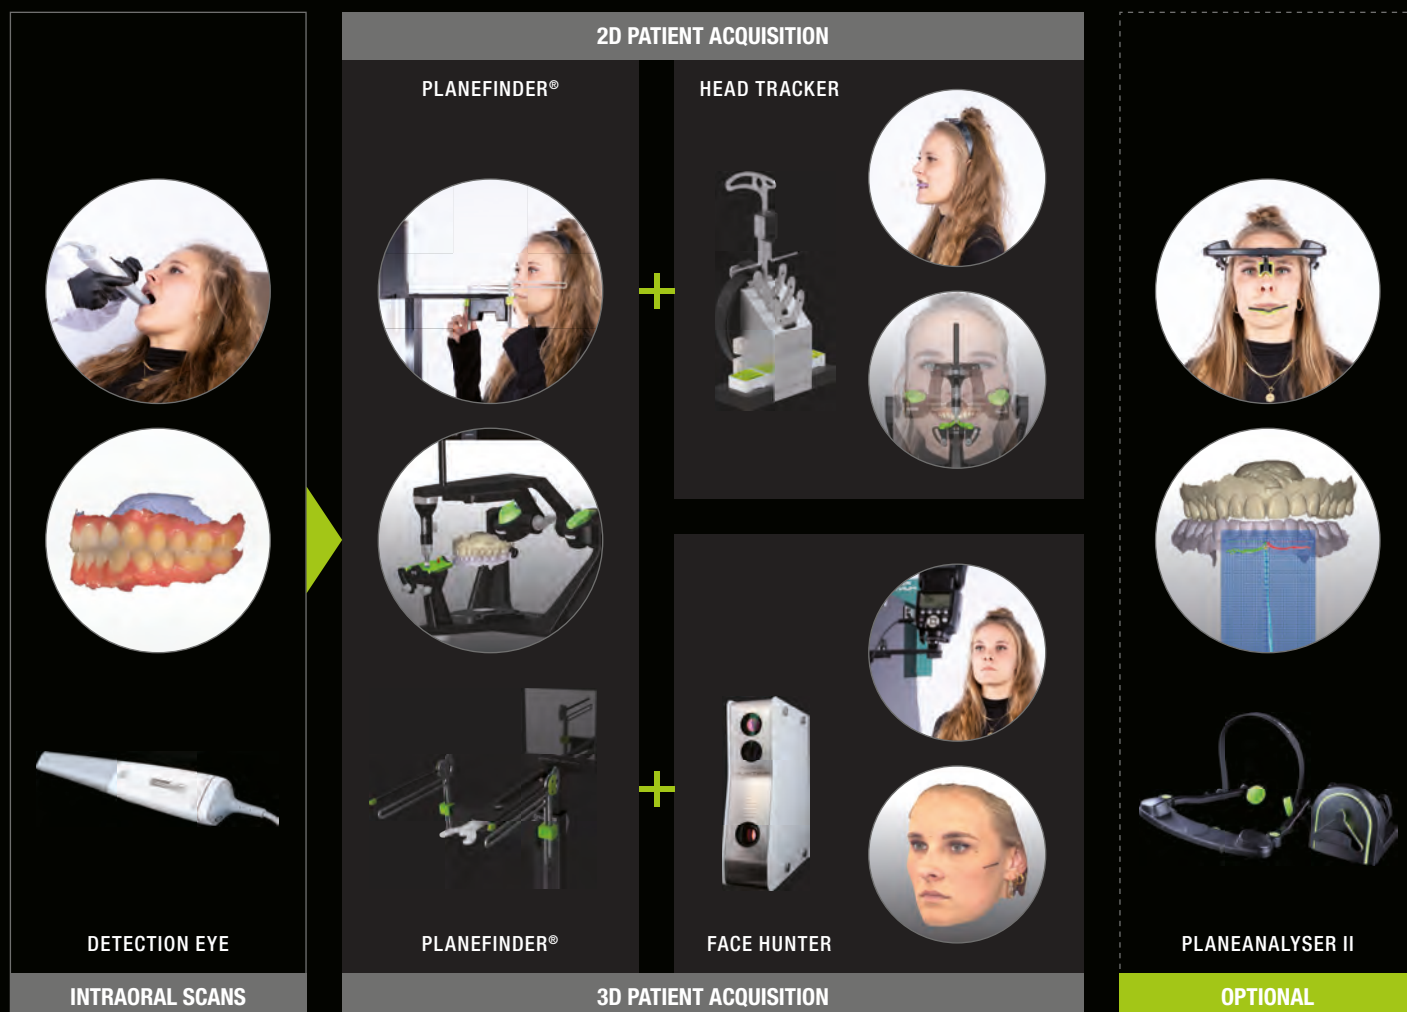 2D PATIENT ACQUISITION
PLANEFINDER®
HEAD TRACKER
DETECTION EYE
PLANEFINDER®
FACE HUNTER
PLANEANALYSER II
INTRAORAL SCANS
3D PATIENT ACQUISITION
OPTIONAL